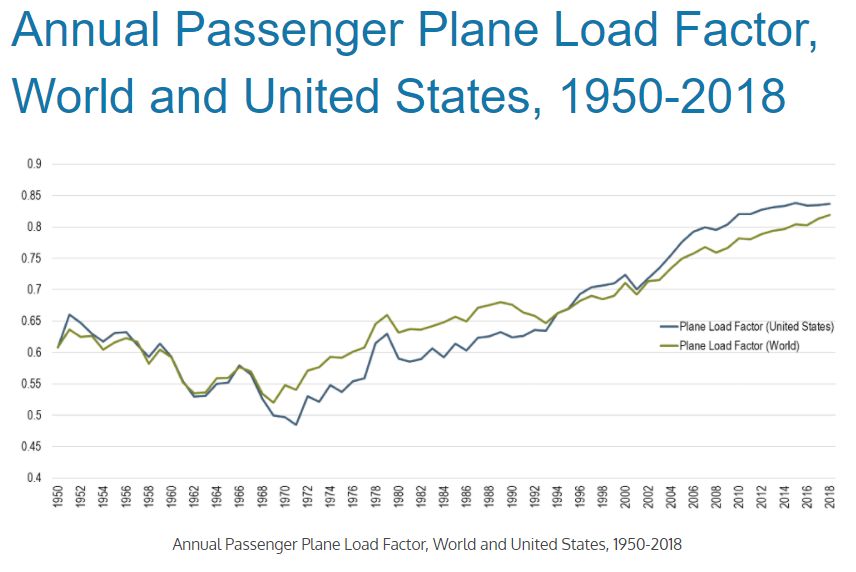 Annual Passenger Plane Load Factor,
World and United States, 1950-2018
0.9
0.85
0.8
0.75
0.7
0.65
0.6
0.55
0.5
0.45
0.4
Plane Load Factor (United States)
Plane Load Factor (World)
1950 1952 1954 1956 1958 1960 1962 1964 1966 1968 1970 1972 1974 1976 1978 1980 1982 1984 1986 1988 1990 1992 1994 1996 1998 2000 2002 2004 2006 2008 2010 2012 2014 2016 2018
Annual Passenger Plane Load Factor, World and United States, 1950-2018